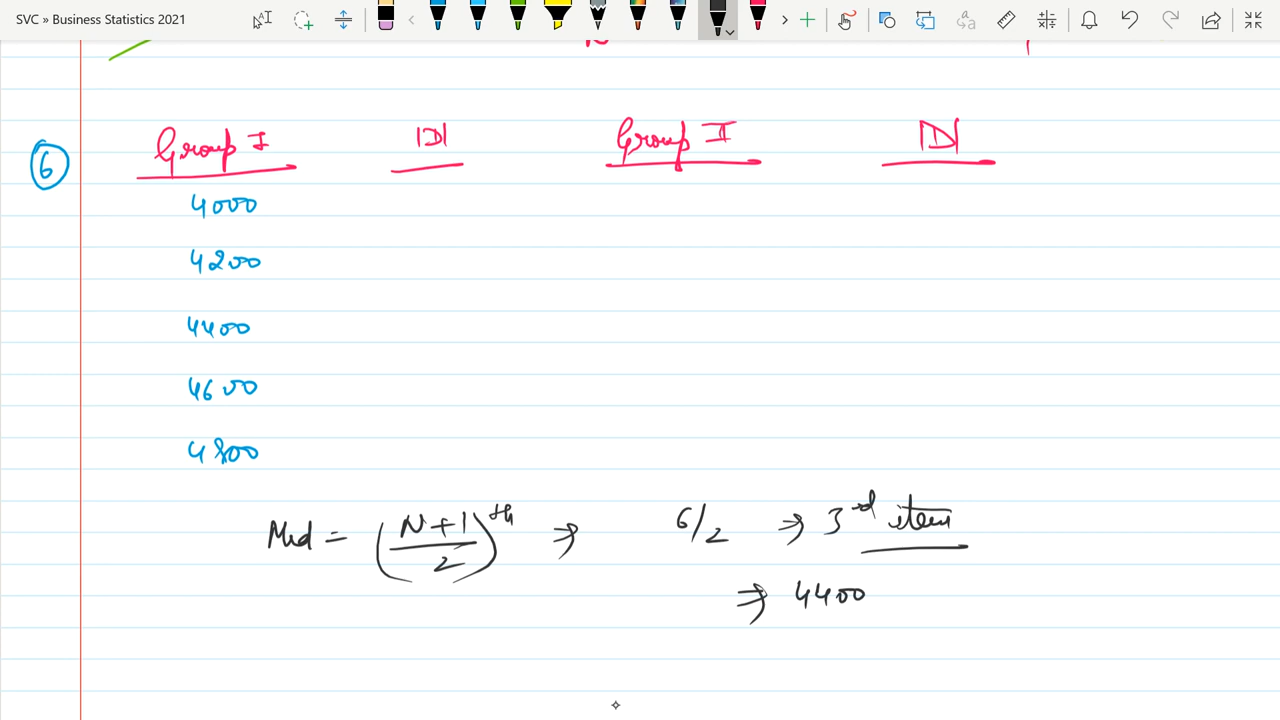 SVC » Business Statistics 2021
6 Group I |D| Group II |D|
4000
4200
4400
4600
4800
Med = (N+1/2)th ⇒ 6/2 ⇒ 3rd item
⇒ 4400